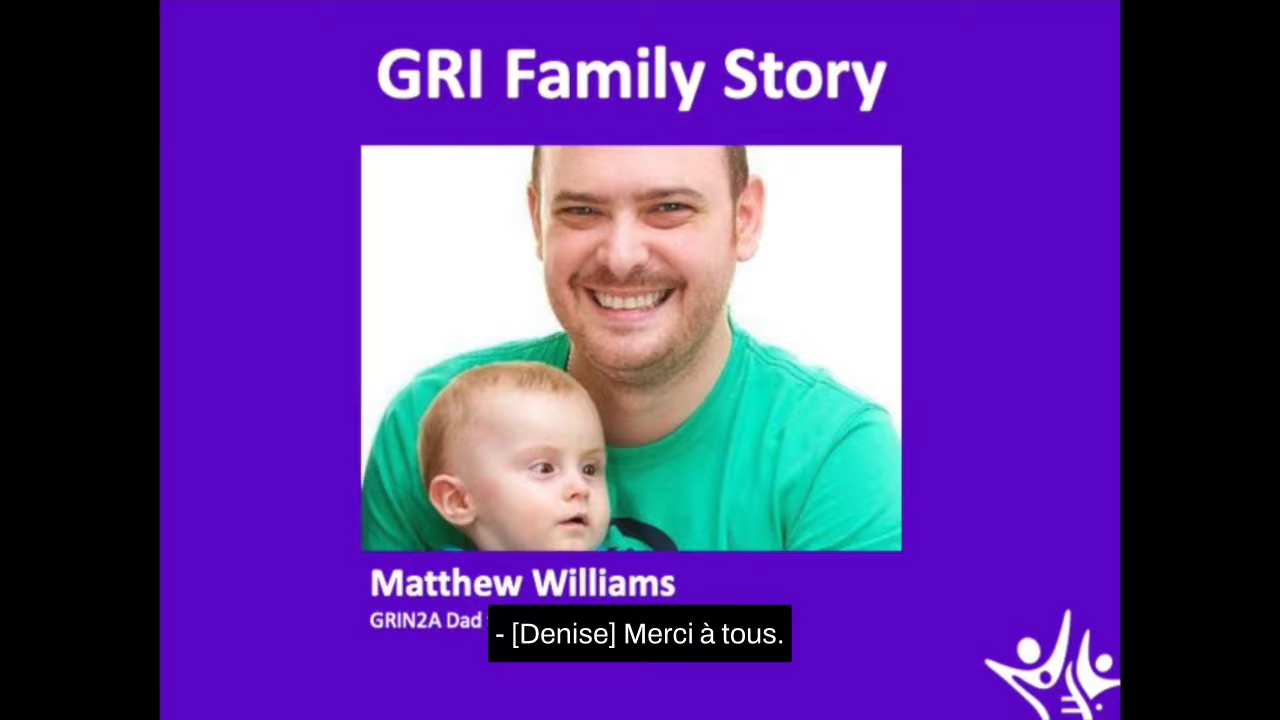 GRI Family Story
Matthew Williams
GRIN2A Dad
- [Denise] Merci à tous.